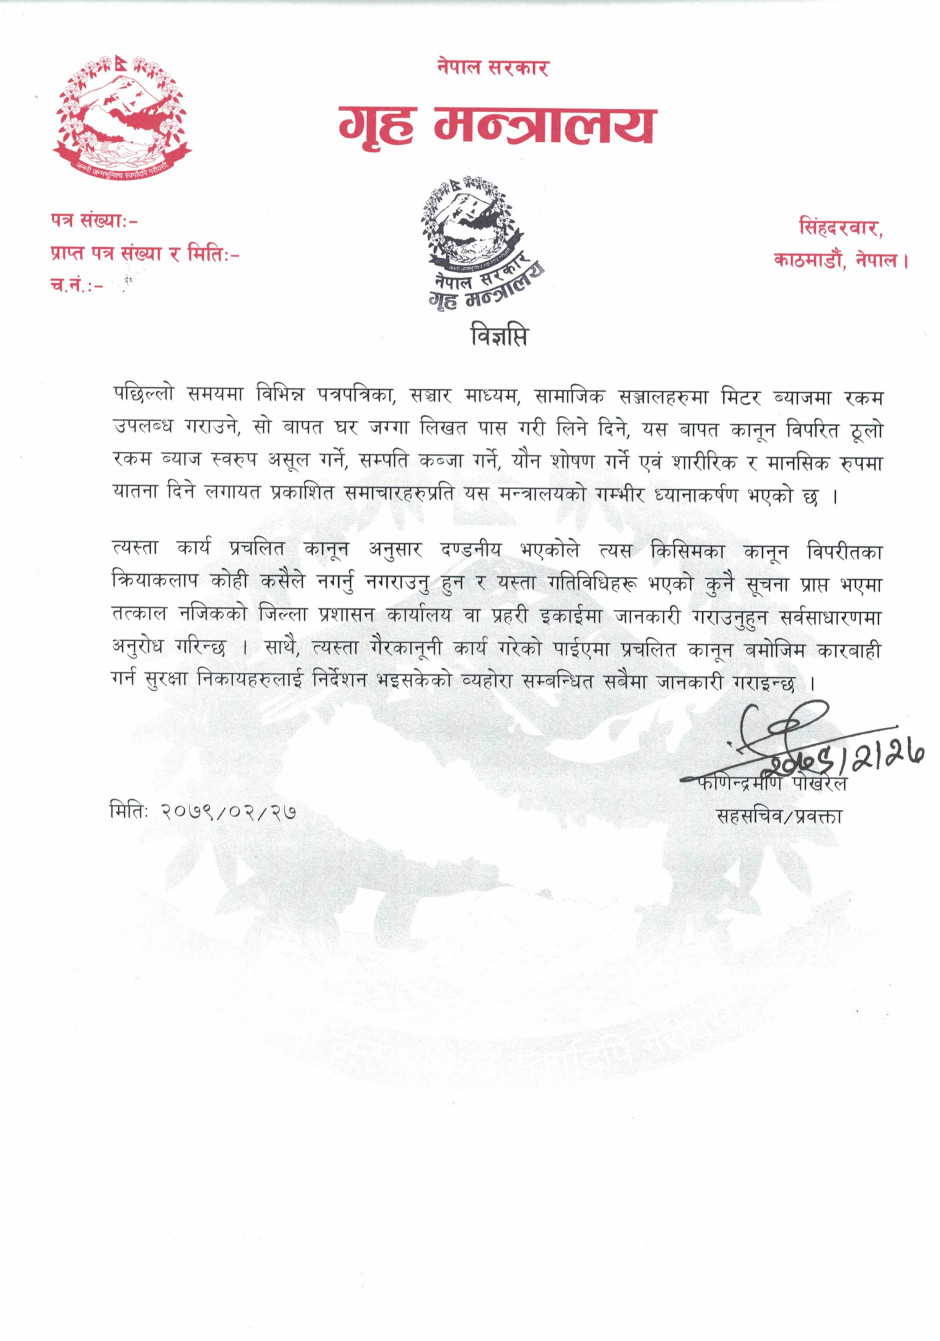 नेपाल सरकार
गृह मन्त्रालय
जननी जन्मभूमिश्च स्वर्गादपि गरीयसी
पत्र संख्याः-
प्राप्त पत्र संख्या र मितिः-
च.नं.:-
सिंहदरवार,
काठमाडौं, नेपाल।
नेपाल सरकार
गृह मन्त्रालय
विज्ञप्ति
पछिल्लो समयमा विभिन्न पत्रपत्रिका, सञ्चार माध्यम, सामाजिक सञ्जालहरुमा मिटर ब्याजमा रकम
उपलब्ध गराउने, सो बापत घर जग्गा लिखत पास गरी लिने दिने, यस बापत कानून विपरित ठूलो
रकम ब्याज स्वरुप असूल गर्ने, सम्पति कब्जा गर्ने, यौन शोषण गर्ने एवं शारीरिक र मानसिक रुपमा
यातना दिने लगायत प्रकाशित समाचारहरुप्रति यस मन्त्रालयको गम्भीर ध्यानाकर्षण भएको छ ।
त्यस्ता कार्य प्रचलित कानून अनुसार दण्डनीय भएकोले त्यस किसिमका कानून विपरीतका
क्रियाकलाप कोही कसैले नगर्नु नगराउनु हुन र यस्ता गतिविधिहरू भएको कुनै सूचना प्राप्त भएमा
तत्काल नजिकको जिल्ला प्रशासन कार्यालय वा प्रहरी इकाईमा जानकारी गराउनुहुन सर्वसाधारणमा
अनुरोध गरिन्छ । साथै, त्यस्ता गैरकानूनी कार्य गरेको पाईएमा प्रचलित कानून बमोजिम कारबाही
गर्न सुरक्षा निकायहरुलाई निर्देशन भइसकेको व्यहोरा सम्बन्धित सबैमा जानकारी गराइन्छ ।
२०७९/२/२७
फणिन्द्रमणि पोखरेल
सहसचिव/प्रवक्ता
मितिः २०७९/०२/२७